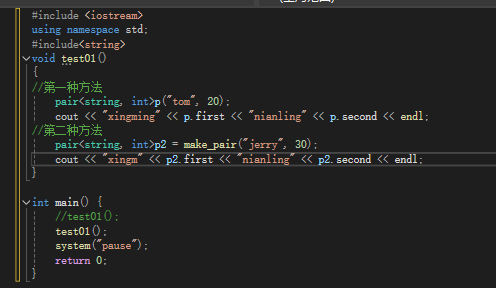 #include <iostream>
using namespace std;
#include<string>
void test01()
{
//第一种方法
pair<string, int>p("tom", 20);
cout << "xingming" << p.first << "nianling" << p.second << endl;
//第二种方法
pair<string, int>p2 = make_pair("jerry", 30);
cout << "xingm" << p2.first << "nianling" << p2.second << endl;
}
int main() {
//test01();
test01();
system("pause");
return 0;
}